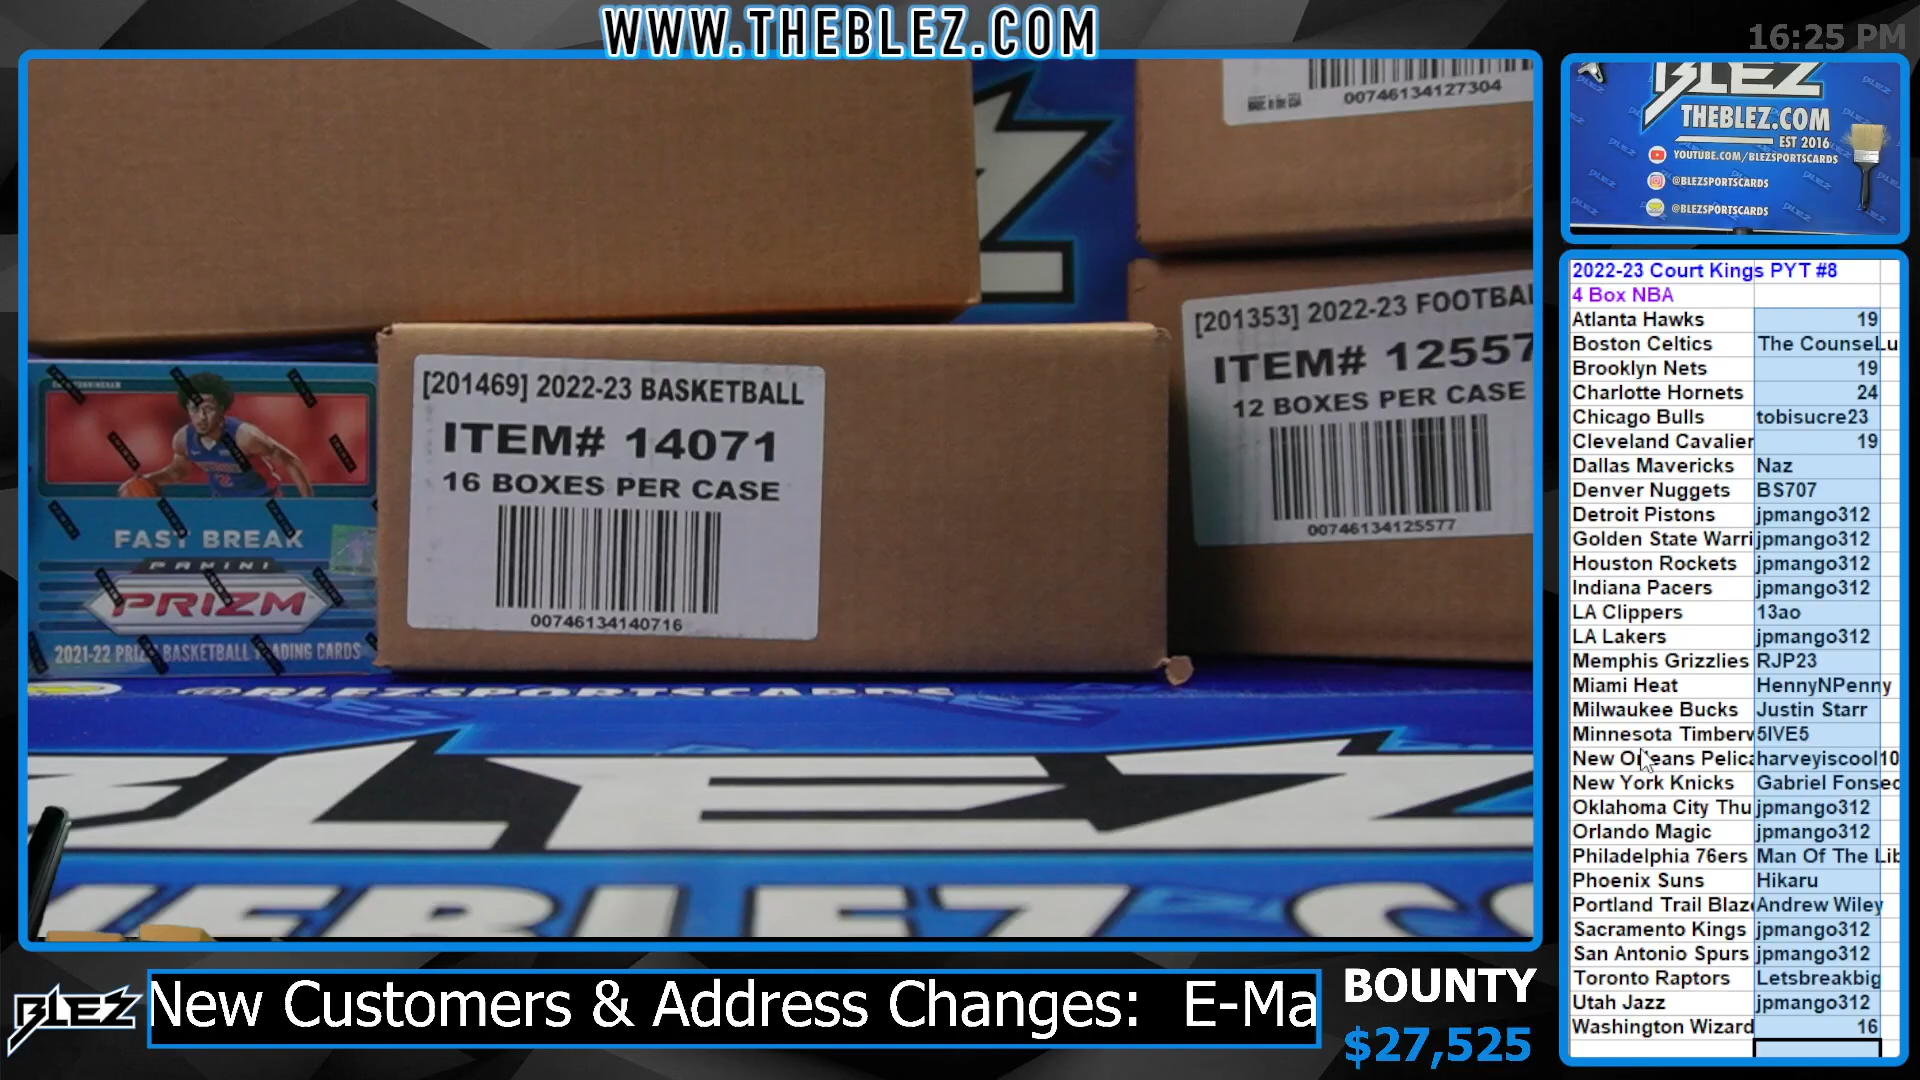 WWW.THEBLEZ.COM
16:25 PM
00746134127304
[201353] 2022-23 FOOTBAL
ITEM# 12557
12 BOXES PER CASE
00746134125577
[201469] 2022-23 BASKETBALL
ITEM# 14071
16 BOXES PER CASE
00746134140716
FAST BREAK
PANINI
PRIZM
2021-22 PRIZM BASKETBALL TRADING CARDS
@BLEZSPORTSCARDS
BLEZ
THEBLEZ.COM
EST 2016
YOUTUBE.COM/BLEZSPORTSCARDS
@BLEZSPORTSCARDS
@BLEZSPORTSCARDS
2022-23 Court Kings PYT #8
4 Box NBA
Atlanta Hawks 19
Boston Celtics The CounseLu
Brooklyn Nets 19
Charlotte Hornets 24
Chicago Bulls tobisucre23
Cleveland Cavalier 19
Dallas Mavericks Naz
Denver Nuggets BS707
Detroit Pistons jpmango312
Golden State Warri jpmango312
Houston Rockets jpmango312
Indiana Pacers jpmango312
LA Clippers 13ao
LA Lakers jpmango312
Memphis Grizzlies RJP23
Miami Heat HennyNPenny
Milwaukee Bucks Justin Starr
Minnesota Timberw 5IVE5
New Orleans Pelica harveyiscool10
New York Knicks Gabriel Fonsec
Oklahoma City Thu jpmango312
Orlando Magic jpmango312
Philadelphia 76ers Man Of The Lib
Phoenix Suns Hikaru
Portland Trail Blaze Andrew Wiley
Sacramento Kings jpmango312
San Antonio Spurs jpmango312
Toronto Raptors Letsbreakbig
Utah Jazz jpmango312
Washington Wizard 16
BLEZ
New Customers & Address Changes: E-Ma
BOUNTY
$27,525